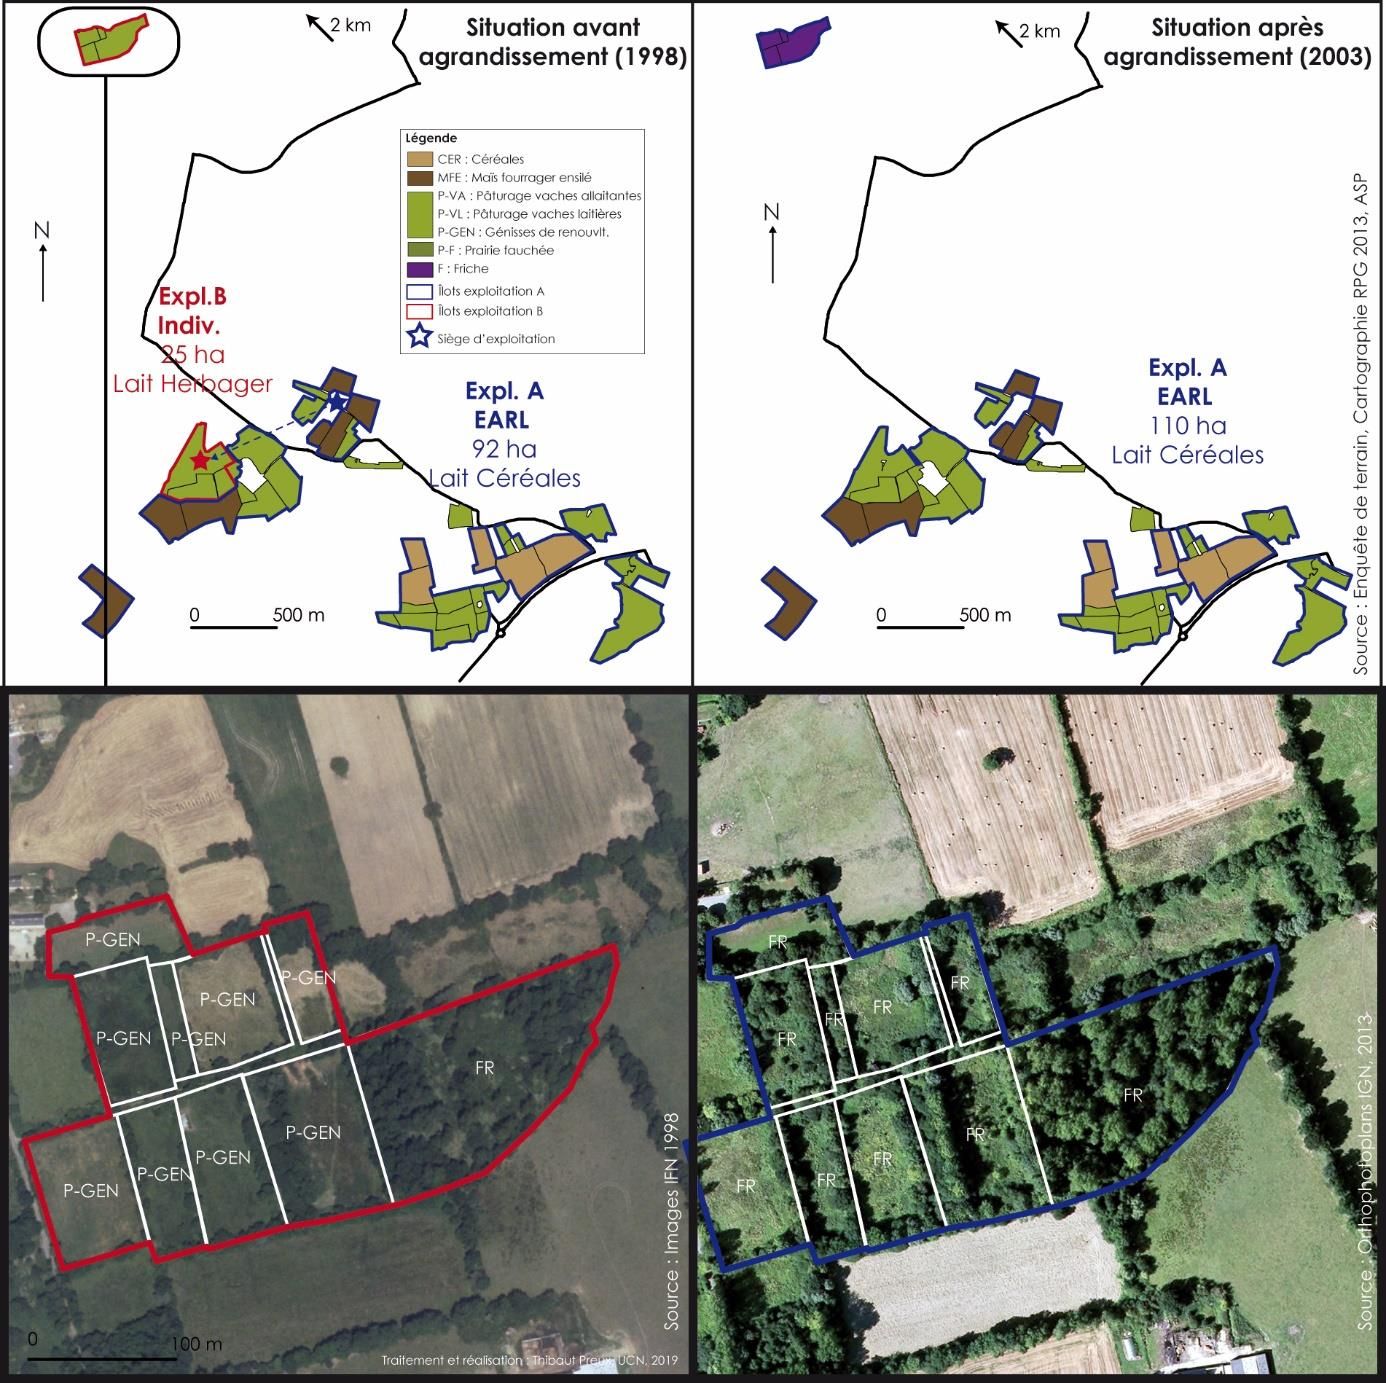 2 km
Situation avant
agrandissement (1998)
Légende
CER : Céréales
MFE : Maïs fourrager ensilé
P-VA : Pâturage vaches allaitantes
P-VL : Pâturage vaches laitières
P-GEN : Génisses de renouvlt.
P-F : Prairie fauchée
F : Friche
Îlots exploitation A
Îlots exploitation B
Siège d'exploitation
N
Expl.B
Indiv.
25 ha
Lait Herbager
Expl. A
EARL
92 ha
Lait Céréales
0 500 m
2 km
Situation après
agrandissement (2003)
N
Expl. A
EARL
110 ha
Lait Céréales
0 500 m
Source : Enquête de terrain, Cartographie RPG 2013, ASP
P-GEN
P-GEN
P-GEN
P-GEN
P-GEN
FR
P-GEN
P-GEN
P-GEN
P-GEN
0 100 m
Source : Images IFN 1998
Traitement et réalisation : Thibaut Preux, UCN, 2019
FR
FR
FR
FR
FR
FR
FR
FR
FR
FR
Source : Orthophotoplans IGN, 2013